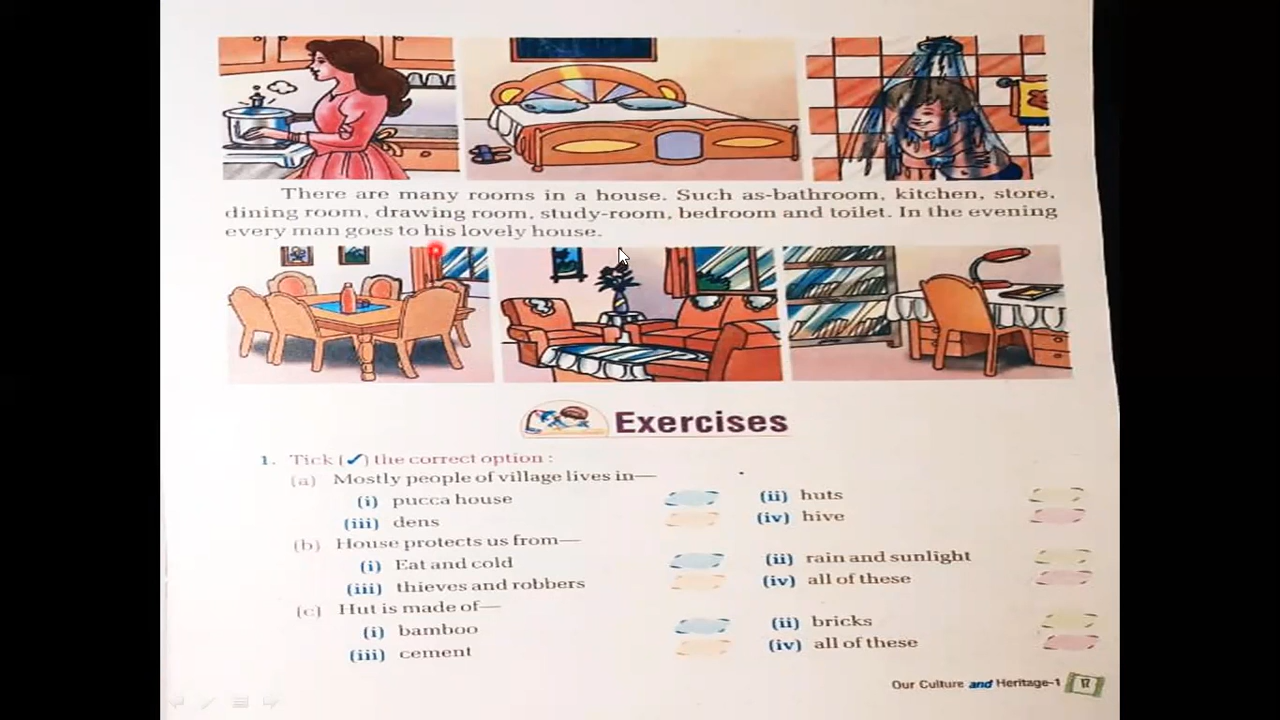 There are many rooms in a house. Such as-bathroom, kitchen, store,
dining room, drawing room, study-room, bedroom and toilet. In the evening
every man goes to his lovely house.
Exercises
1. Tick (✓) the correct option :
(a) Mostly people of village lives in—
(i) pucca house (ii) huts
(iii) dens (iv) hive
(b) House protects us from—
(i) Eat and cold (ii) rain and sunlight
(iii) thieves and robbers (iv) all of these
(c) Hut is made of—
(i) bamboo (ii) bricks
(iii) cement (iv) all of these
Our Culture and Heritage-1 17